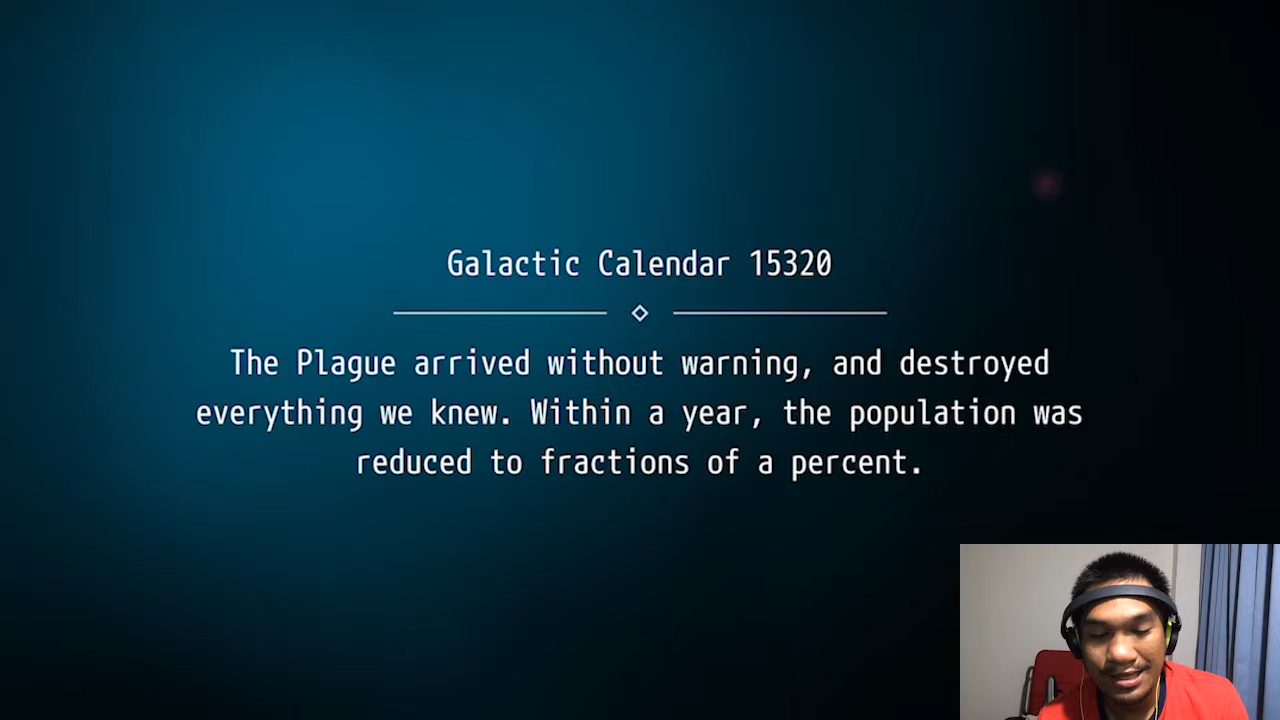 Galactic Calendar 15320
The Plague arrived without warning, and destroyed
everything we knew. Within a year, the population was
reduced to fractions of a percent.